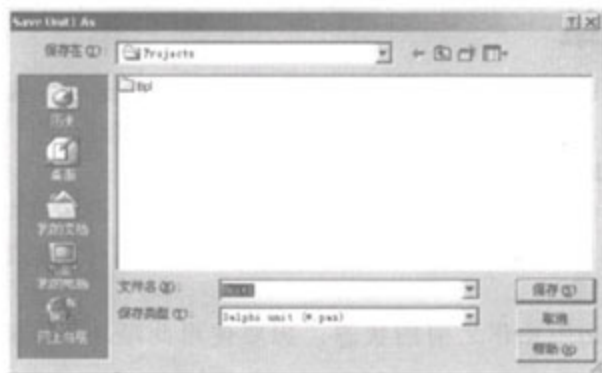 Save Unit1 As
保存在(I):
Projects
Bpl
历史
桌面
我的文档
我的电脑
网上邻居
文件名(N):
Unit1
保存(S)
保存类型(T):
Delphi unit (*.pas)
取消
帮助(H)